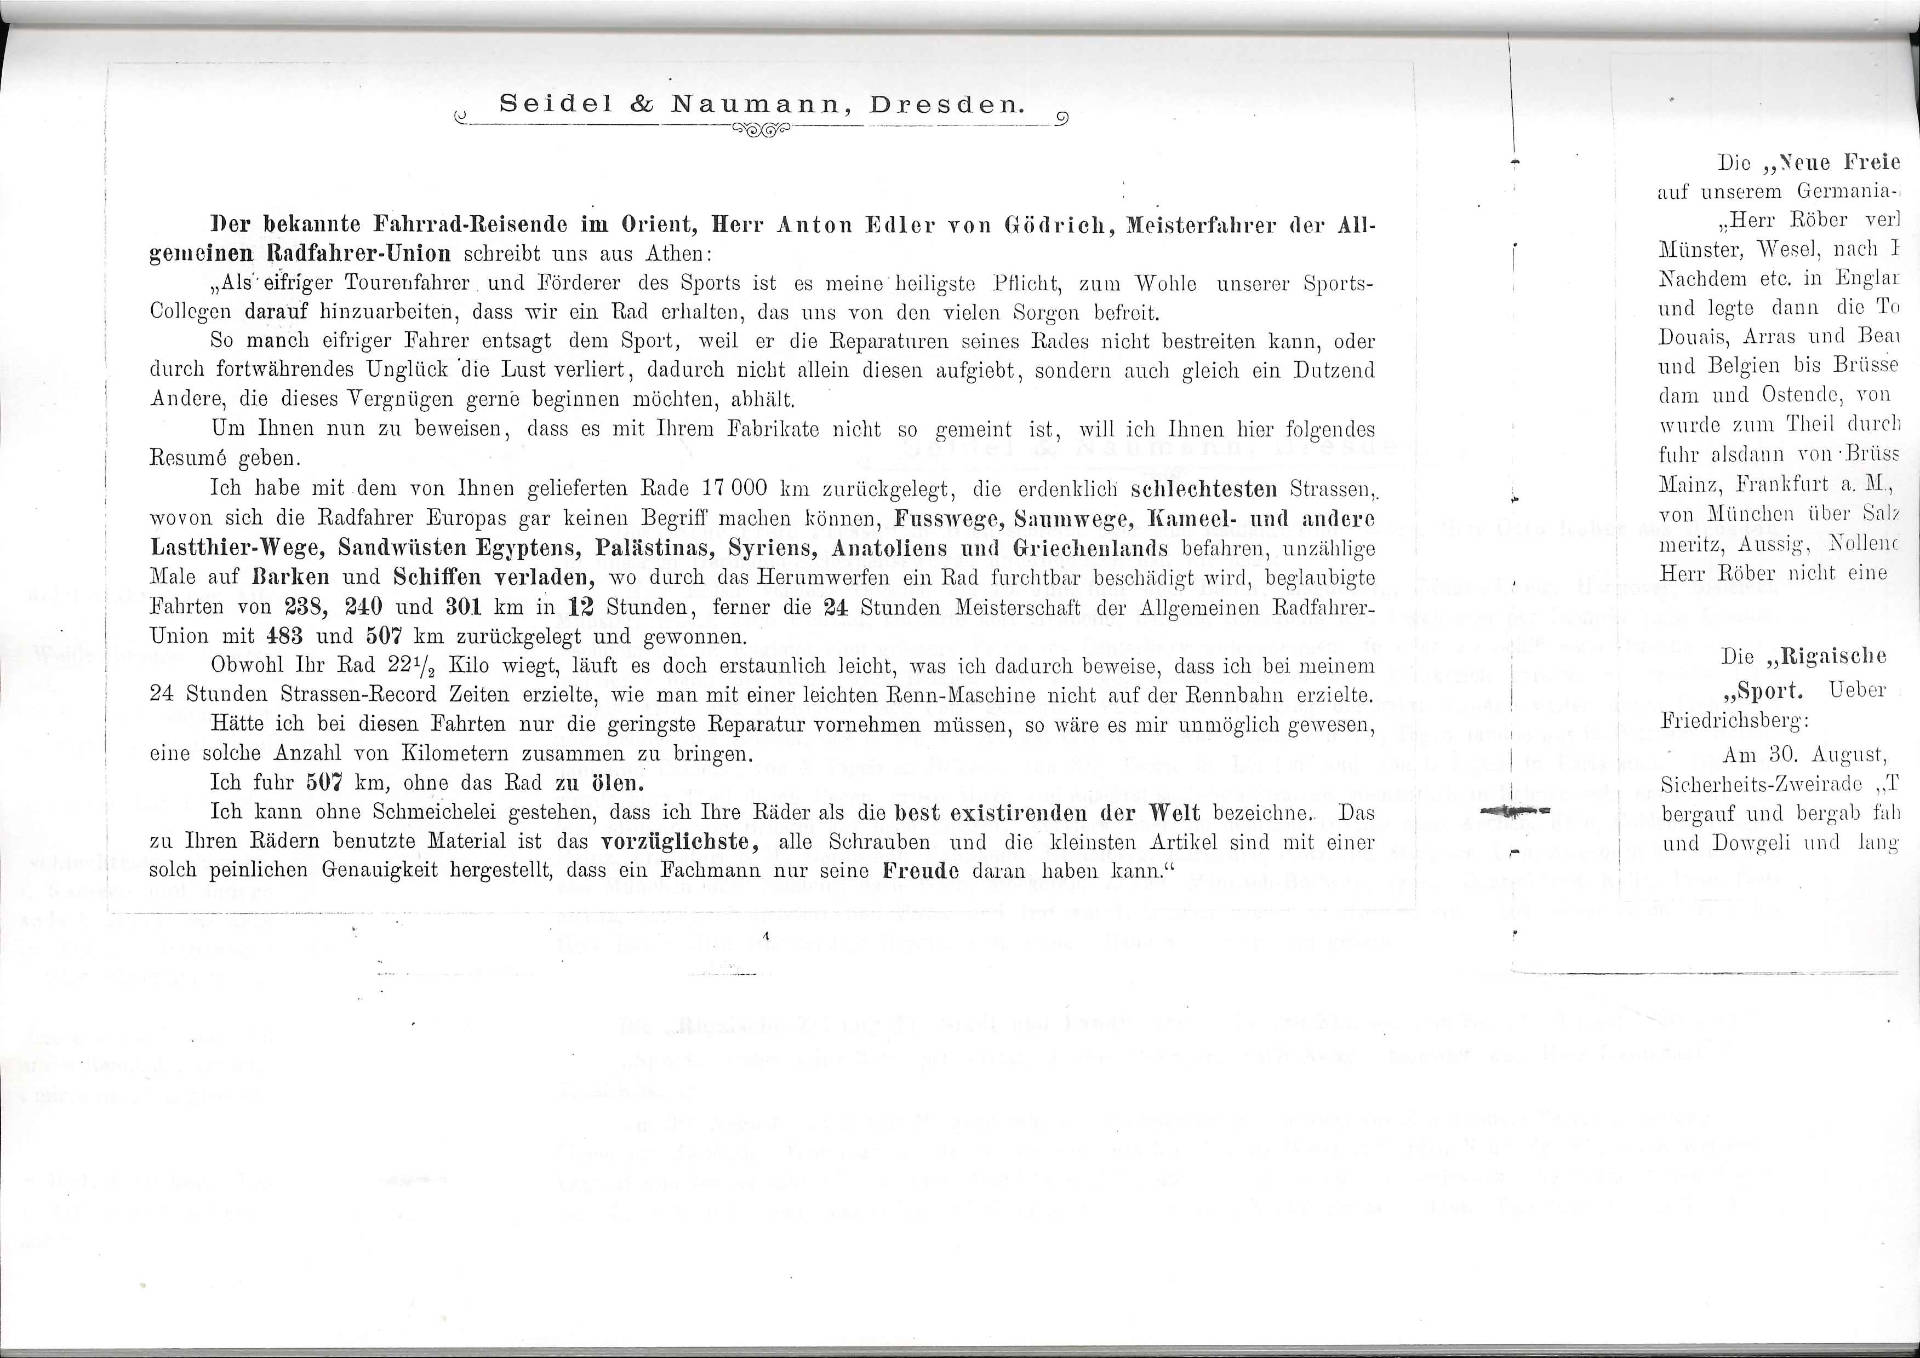 Seidel & Naumann, Dresden.
Der bekannte Fahrrad-Reisende im Orient, Herr Anton Edler von Gödrich, Meisterfahrer der All-
gemeinen Radfahrer-Union schreibt uns aus Athen:
„Als eifriger Tourenfahrer und Förderer des Sports ist es meine heiligste Pflicht, zum Wohle unserer Sports-
Collegen darauf hinzuarbeiten, dass wir ein Rad erhalten, das uns von den vielen Sorgen befreit.
So manch eifriger Fahrer entsagt dem Sport, weil er die Reparaturen seines Rades nicht bestreiten kann, oder
durch fortwährendes Unglück die Lust verliert, dadurch nicht allein diesen aufgiebt, sondern auch gleich ein Dutzend
Andere, die dieses Vergnügen gerne beginnen möchten, abhält.
Um Ihnen nun zu beweisen, dass es mit Ihrem Fabrikate nicht so gemeint ist, will ich Ihnen hier folgendes
Resumé geben.
Ich habe mit dem von Ihnen gelieferten Rade 17 000 km zurückgelegt, die erdenklich schlechtesten Strassen,
wovon sich die Radfahrer Europas gar keinen Begriff machen können, Fusswege, Saumwege, Kameel- und andere
Lastthier-Wege, Sandwüsten Egyptens, Palästinas, Syriens, Anatoliens und Griechenlands befahren, unzählige
Male auf Barken und Schiffen verladen, wo durch das Herumwerfen ein Rad furchtbar beschädigt wird, beglaubigte
Fahrten von 238, 240 und 301 km in 12 Stunden, ferner die 24 Stunden Meisterschaft der Allgemeinen Radfahrer-
Union mit 483 und 507 km zurückgelegt und gewonnen.
Obwohl Ihr Rad 22½ Kilo wiegt, läuft es doch erstaunlich leicht, was ich dadurch beweise, dass ich bei meinem
24 Stunden Strassen-Record Zeiten erzielte, wie man mit einer leichten Renn-Maschine nicht auf der Rennbahn erzielte.
Hätte ich bei diesen Fahrten nur die geringste Reparatur vornehmen müssen, so wäre es mir unmöglich gewesen,
eine solche Anzahl von Kilometern zusammen zu bringen.
Ich fuhr 507 km, ohne das Rad zu ölen.
Ich kann ohne Schmeichelei gestehen, dass ich Ihre Räder als die best existirenden der Welt bezeichne. Das
zu Ihren Rädern benutzte Material ist das vorzüglichste, alle Schrauben und die kleinsten Artikel sind mit einer
solch peinlichen Genauigkeit hergestellt, dass ein Fachmann nur seine Freude daran haben kann.“
Die „Neue Freie
auf unserem Germania-
„Herr Röber verl
Münster, Wesel, nach
Nachdem etc. in Englan
und legte dann die To
Douais, Arras und Beau
und Belgien bis Brüsse
dam und Ostende, von
wurde zum Theil durch
fuhr alsdann von Brüss
Mainz, Frankfurt a. M.,
von München über Salz
meritz, Aussig, Nollend
Herr Röber nicht eine
Die „Rigaische
„Sport. Ueber
Friedrichsberg:
Am 30. August,
Sicherheits-Zweirade „T
bergauf und bergab fah
und Dowgeli und lang